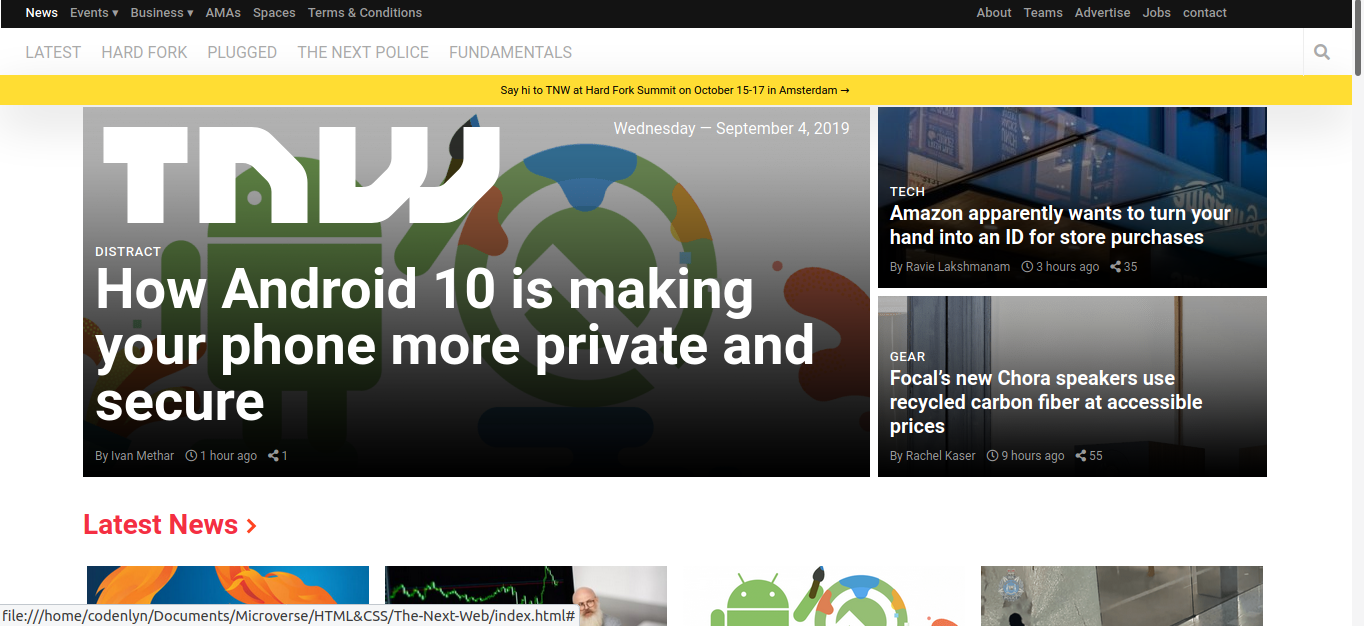 News Events ▾ Business ▾ AMAs Spaces Terms & Conditions About Teams Advertise Jobs contact
LATEST HARD FORK PLUGGED THE NEXT POLICE FUNDAMENTALS
Say hi to TNW at Hard Fork Summit on October 15-17 in Amsterdam →
TNW
Wednesday — September 4, 2019
DISTRACT
How Android 10 is making
your phone more private and
secure
By Ivan Methar 1 hour ago 1
TECH
Amazon apparently wants to turn your
hand into an ID for store purchases
By Ravie Lakshmanam 3 hours ago 35
GEAR
Focal’s new Chora speakers use
recycled carbon fiber at accessible
prices
By Rachel Kaser 9 hours ago 55
Latest News >
file:///home/codenlyn/Documents/Microverse/HTML&CSS/The-Next-Web/index.html#